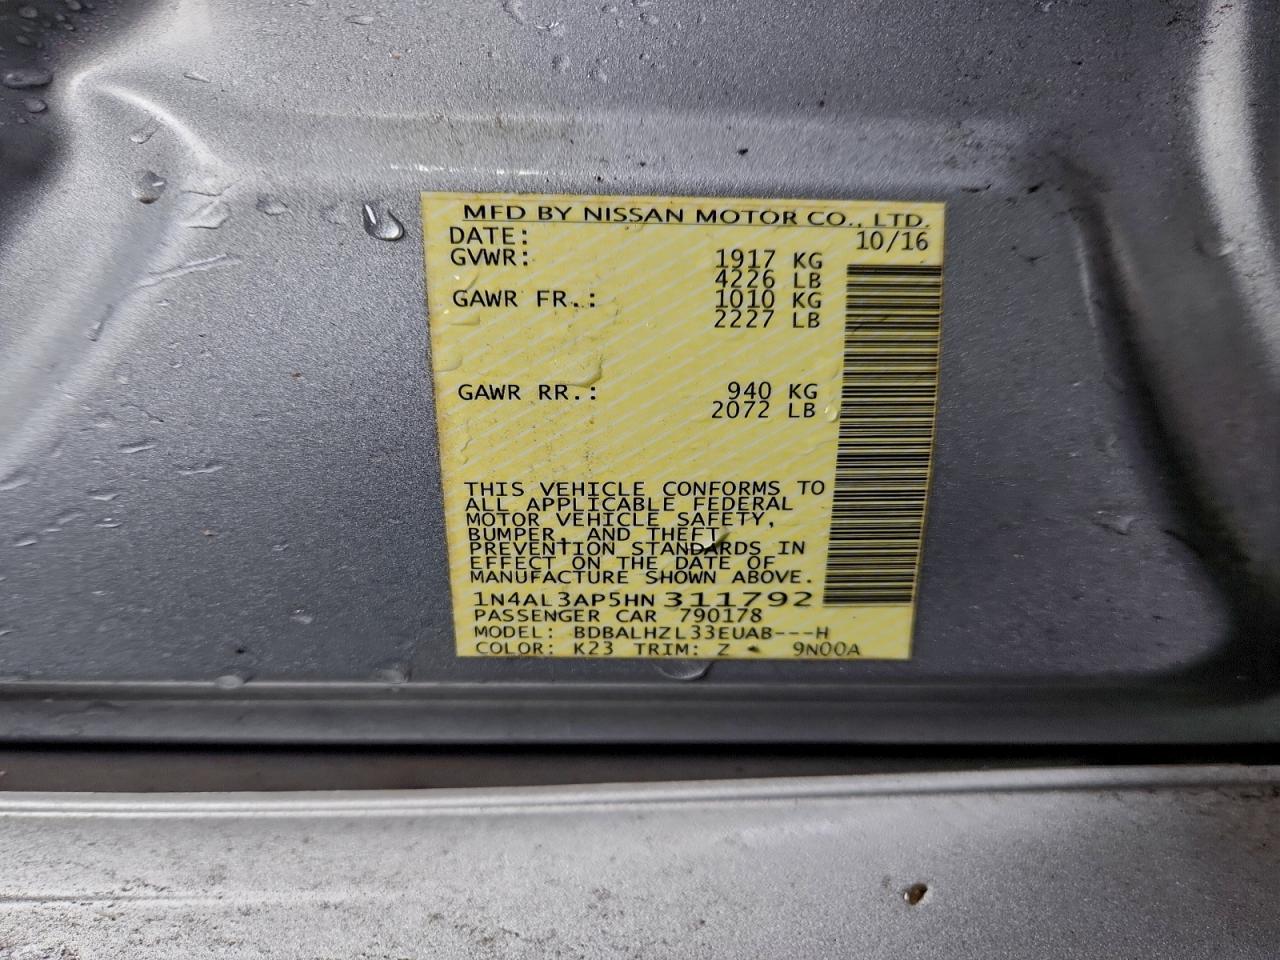 MFD BY NISSAN MOTOR CO., LTD.
DATE: 10/16
GVWR: 1917 KG
4226 LB
GAWR FR.: 1010 KG
2227 LB
GAWR RR.: 940 KG
2072 LB
THIS VEHICLE CONFORMS TO
ALL APPLICABLE FEDERAL
MOTOR VEHICLE SAFETY,
BUMPER, AND THEFT
PREVENTION STANDARDS IN
EFFECT ON THE DATE OF
MANUFACTURE SHOWN ABOVE.
1N4AL3AP5HN311792
PASSENGER CAR 790178
MODEL: BDBALHZL33EUAB---H
COLOR: K23 TRIM: Z 9N00A